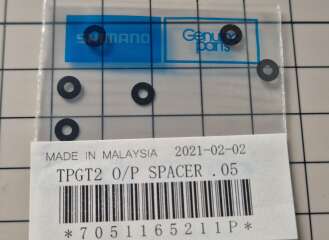 SHIMANO
Genuine
parts
MADE IN MALAYSIA 2021-02-02
TPGT2 O/P SPACER .05
*7051165211P*